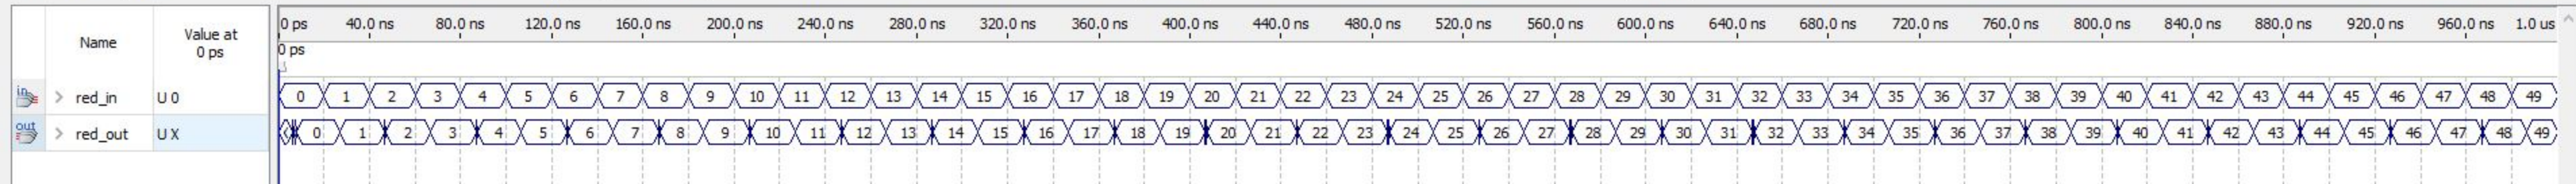 Name
Value at
0 ps
0 ps 40.0 ns 80.0 ns 120.0 ns 160.0 ns 200.0 ns 240.0 ns 280.0 ns 320.0 ns 360.0 ns 400.0 ns 440.0 ns 480.0 ns 520.0 ns 560.0 ns 600.0 ns 640.0 ns 680.0 ns 720.0 ns 760.0 ns 800.0 ns 840.0 ns 880.0 ns 920.0 ns 960.0 ns 1.0 us
0 ps
in > red_in U 0 0 1 2 3 4 5 6 7 8 9 10 11 12 13 14 15 16 17 18 19 20 21 22 23 24 25 26 27 28 29 30 31 32 33 34 35 36 37 38 39 40 41 42 43 44 45 46 47 48 49
out > red_out U X 0 1 2 3 4 5 6 7 8 9 10 11 12 13 14 15 16 17 18 19 20 21 22 23 24 25 26 27 28 29 30 31 32 33 34 35 36 37 38 39 40 41 42 43 44 45 46 47 48 49